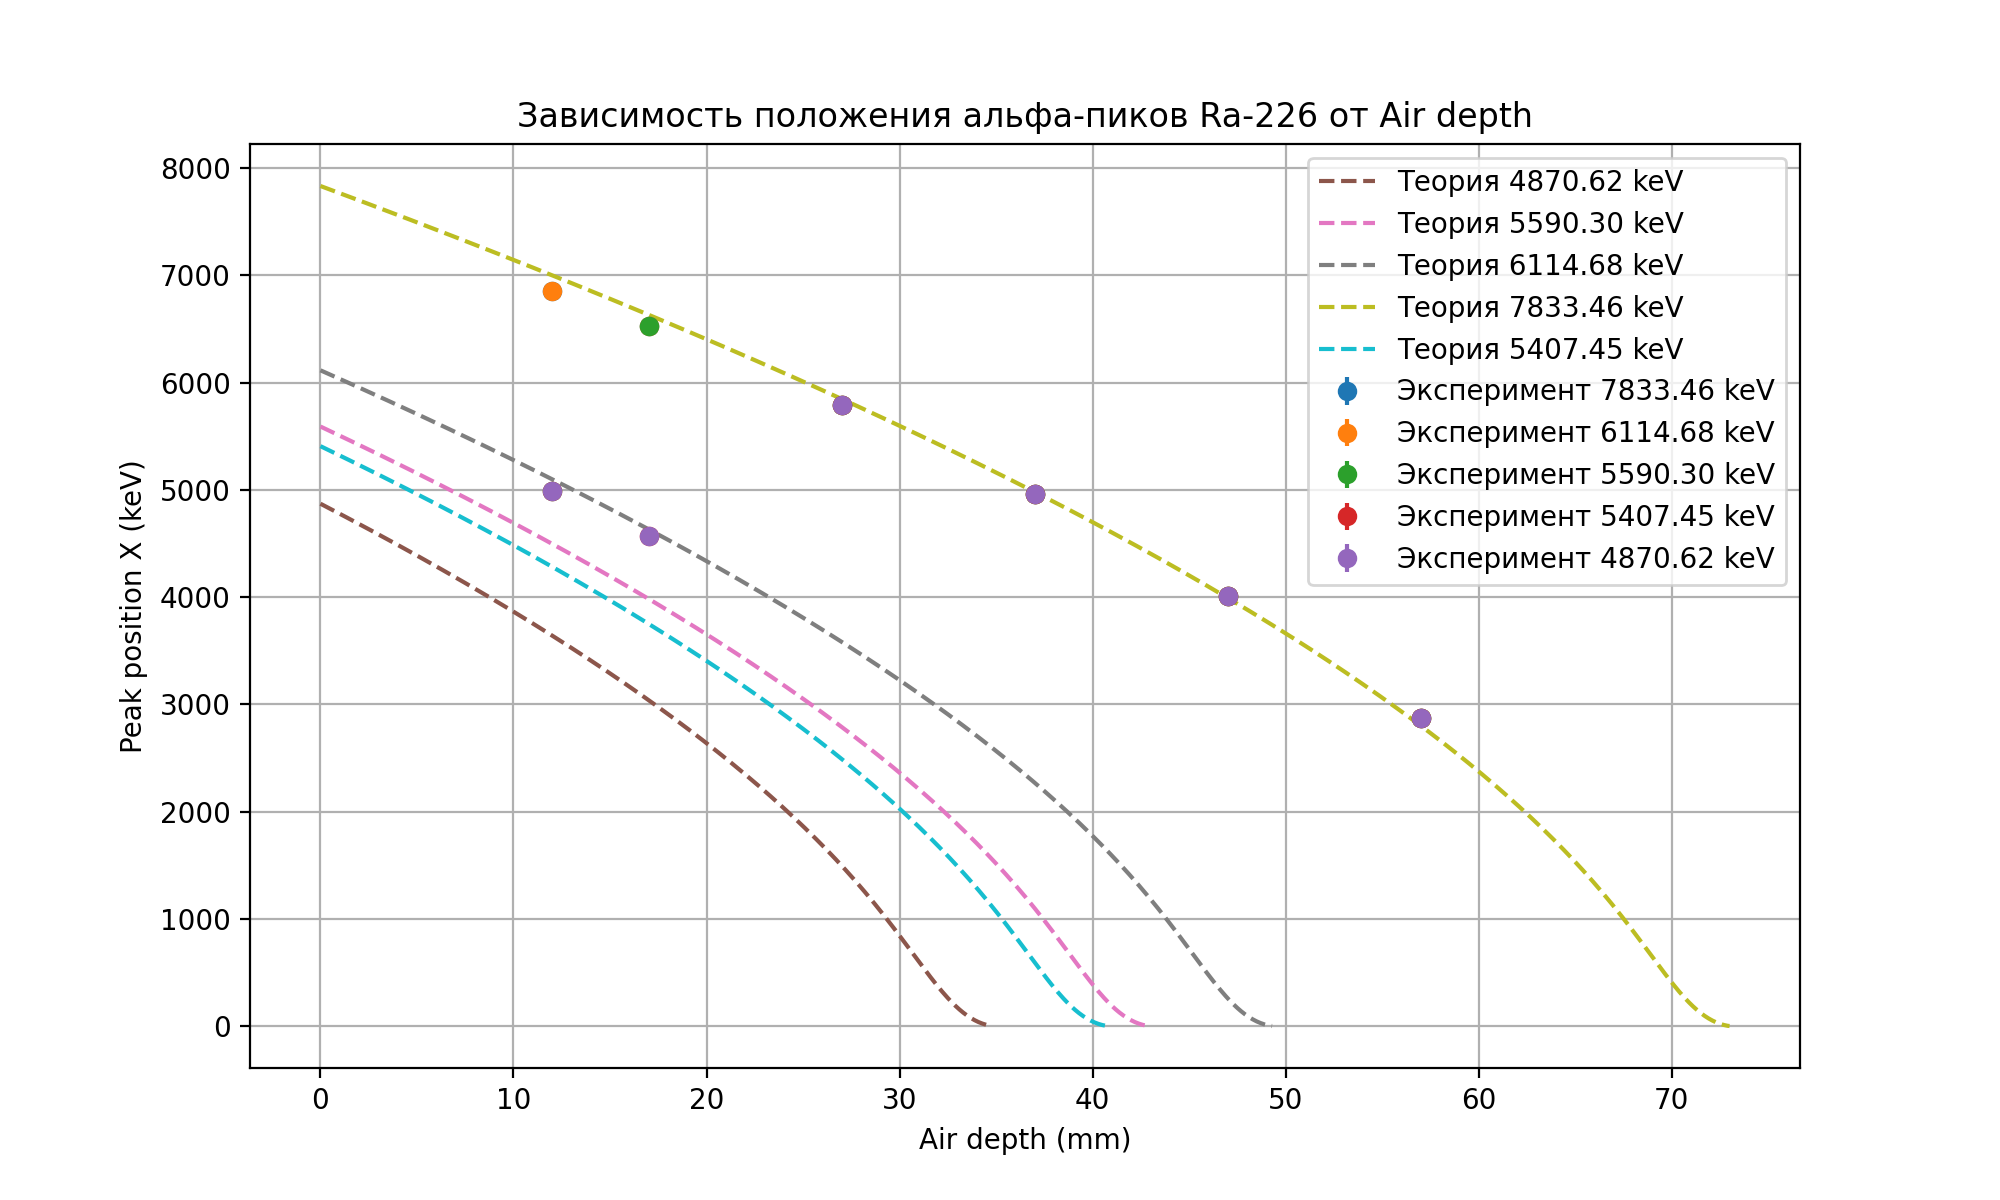 Зависимость положения альфа-пиков Ra-226 от Air depth
8000
7000
6000
5000
4000
3000
2000
1000
0
Peak position X (keV)
Теория 4870.62 keV
Теория 5590.30 keV
Теория 6114.68 keV
Теория 7833.46 keV
Теория 5407.45 keV
Эксперимент 7833.46 keV
Эксперимент 6114.68 keV
Эксперимент 5590.30 keV
Эксперимент 5407.45 keV
Эксперимент 4870.62 keV
0 10 20 30 40 50 60 70
Air depth (mm)